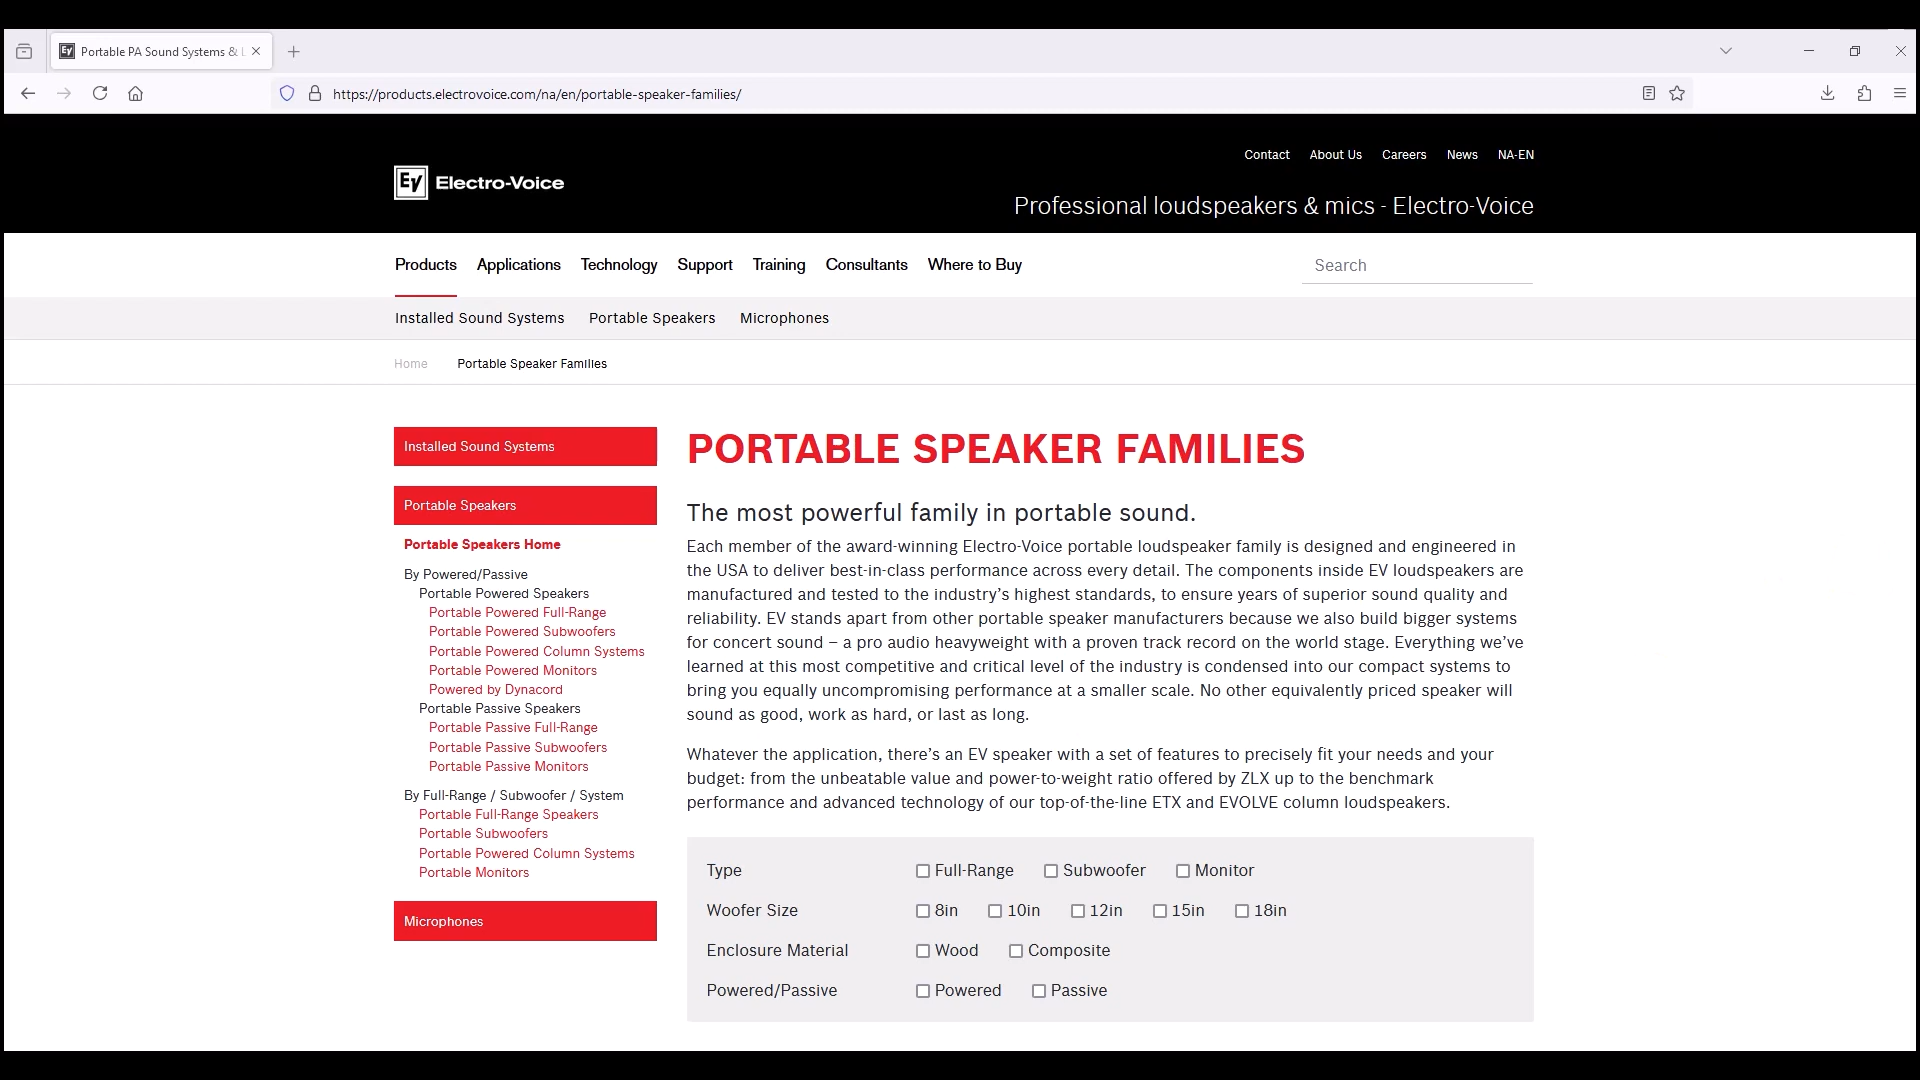 Portable PA Sound Systems & L
https://products.electrovoice.com/na/en/portable-speaker-families/
Contact About Us Careers News NA-EN
EV Electro-Voice
Professional loudspeakers & mics - Electro-Voice
Products Applications Technology Support Training Consultants Where to Buy Search
Installed Sound Systems Portable Speakers Microphones
Home Portable Speaker Families
Installed Sound Systems
Portable Speakers
Portable Speakers Home
By Powered/Passive
Portable Powered Speakers
Portable Powered Full-Range
Portable Powered Subwoofers
Portable Powered Column Systems
Portable Powered Monitors
Powered by Dynacord
Portable Passive Speakers
Portable Passive Full-Range
Portable Passive Subwoofers
Portable Passive Monitors
By Full-Range / Subwoofer / System
Portable Full-Range Speakers
Portable Subwoofers
Portable Powered Column Systems
Portable Monitors
Microphones
PORTABLE SPEAKER FAMILIES
The most powerful family in portable sound.
Each member of the award-winning Electro-Voice portable loudspeaker family is designed and engineered in
the USA to deliver best-in-class performance across every detail. The components inside EV loudspeakers are
manufactured and tested to the industry’s highest standards, to ensure years of superior sound quality and
reliability. EV stands apart from other portable speaker manufacturers because we also build bigger systems
for concert sound – a pro audio heavyweight with a proven track record on the world stage. Everything we’ve
learned at this most competitive and critical level of the industry is condensed into our compact systems to
bring you equally uncompromising performance at a smaller scale. No other equivalently priced speaker will
sound as good, work as hard, or last as long.
Whatever the application, there’s an EV speaker with a set of features to precisely fit your needs and your
budget: from the unbeatable value and power-to-weight ratio offered by ZLX up to the benchmark
performance and advanced technology of our top-of-the-line ETX and EVOLVE column loudspeakers.
Type Full-Range Subwoofer Monitor
Woofer Size 8in 10in 12in 15in 18in
Enclosure Material Wood Composite
Powered/Passive Powered Passive